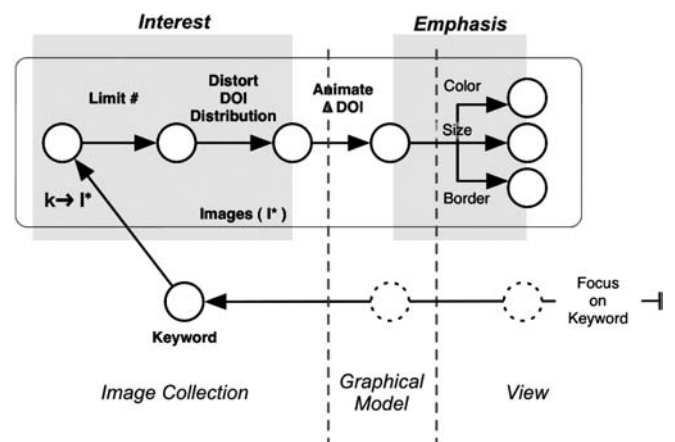 Interest
Emphasis
Limit #
Distort
DOI
Distribution
Animate
Δ DOI
Color
Size
Border
k→ I*
Images ( I* )
Keyword
Focus
on
Keyword
Image Collection
Graphical
Model
View